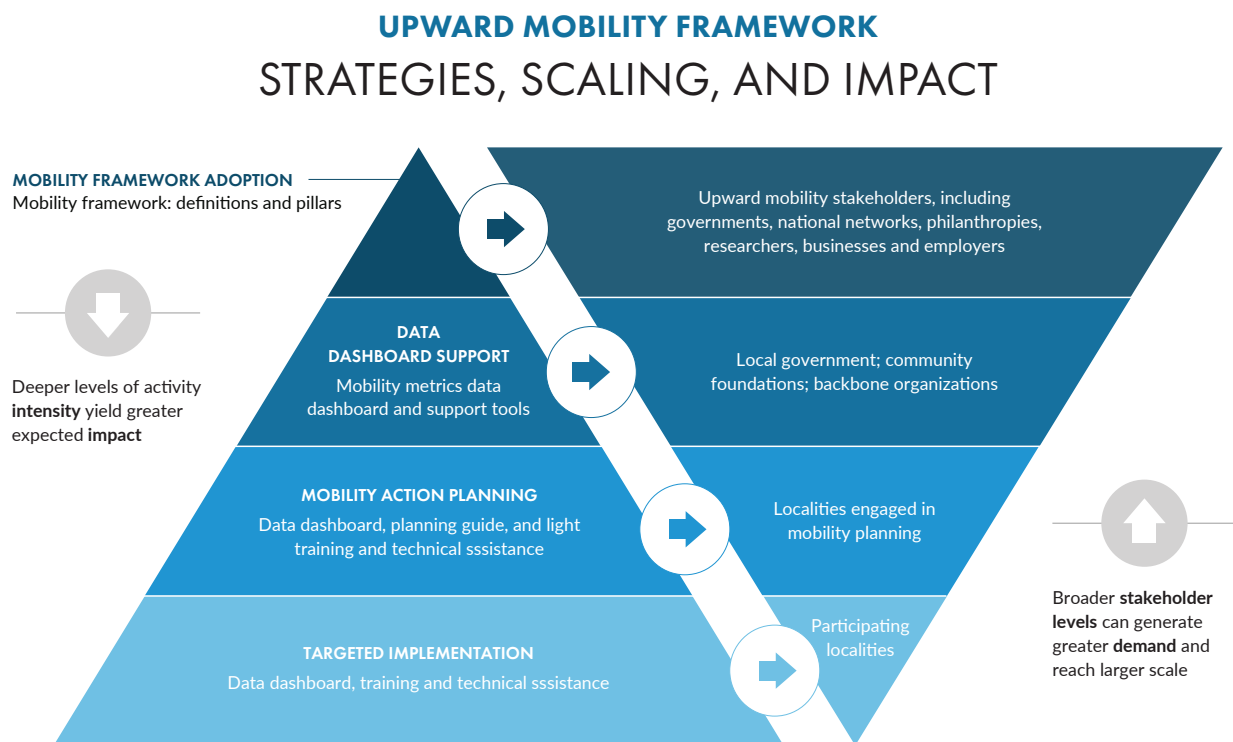 UPWARD MOBILITY FRAMEWORK
STRATEGIES, SCALING, AND IMPACT
MOBILITY FRAMEWORK ADOPTION
Mobility framework: definitions and pillars
Upward mobility stakeholders, including
governments, national networks, philanthropies,
researchers, businesses and employers
Deeper levels of activity
intensity yield greater
expected impact
DATA
DASHBOARD SUPPORT
Mobility metrics data
dashboard and support tools
Local government; community
foundations; backbone organizations
MOBILITY ACTION PLANNING
Data dashboard, planning guide, and light
training and technical sssistance
Localities engaged in
mobility planning
TARGETED IMPLEMENTATION
Data dashboard, training and technical sssistance
Participating
localities
Broader stakeholder
levels can generate
greater demand and
reach larger scale